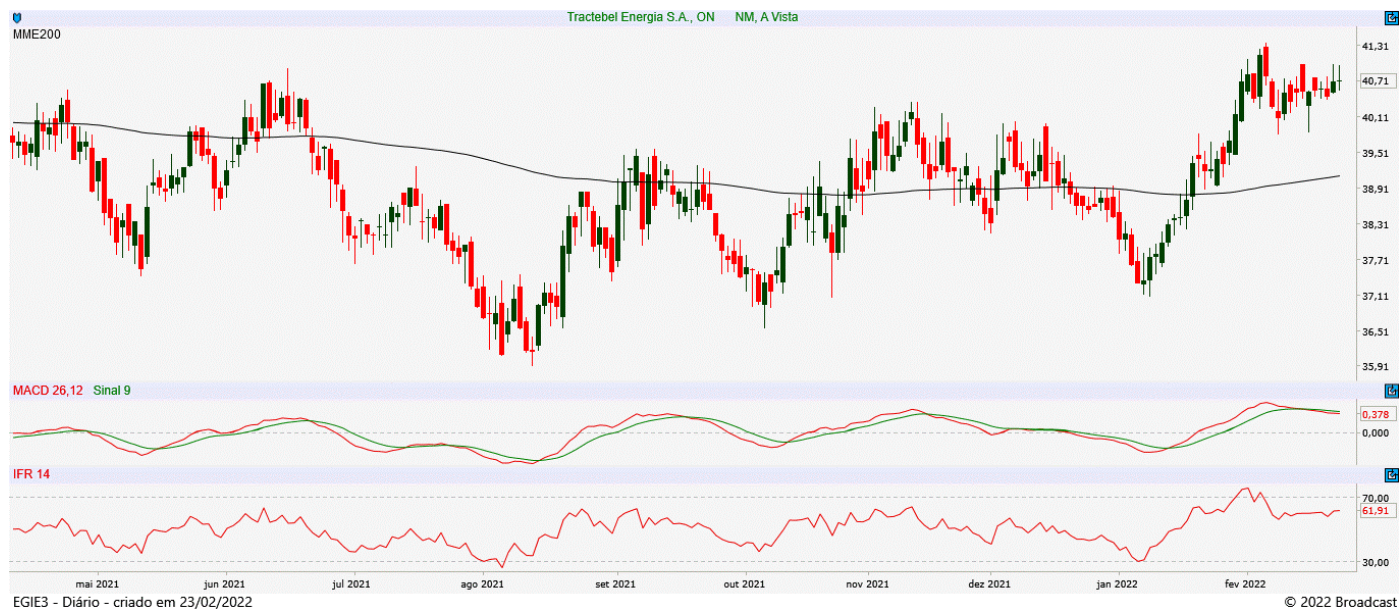 Tractebel Energia S.A., ON NM, A Vista
MME200
41,31
40,71
40,11
39,51
38,91
38,31
37,71
37,11
36,51
35,91
MACD 26,12 Sinal 9
0,378
0,000
IFR 14
70,00
61,91
30,00
mai 2021 jun 2021 jul 2021 ago 2021 set 2021 out 2021 nov 2021 dez 2021 jan 2022 fev 2022
EGIE3 - Diário - criado em 23/02/2022 © 2022 Broadcast